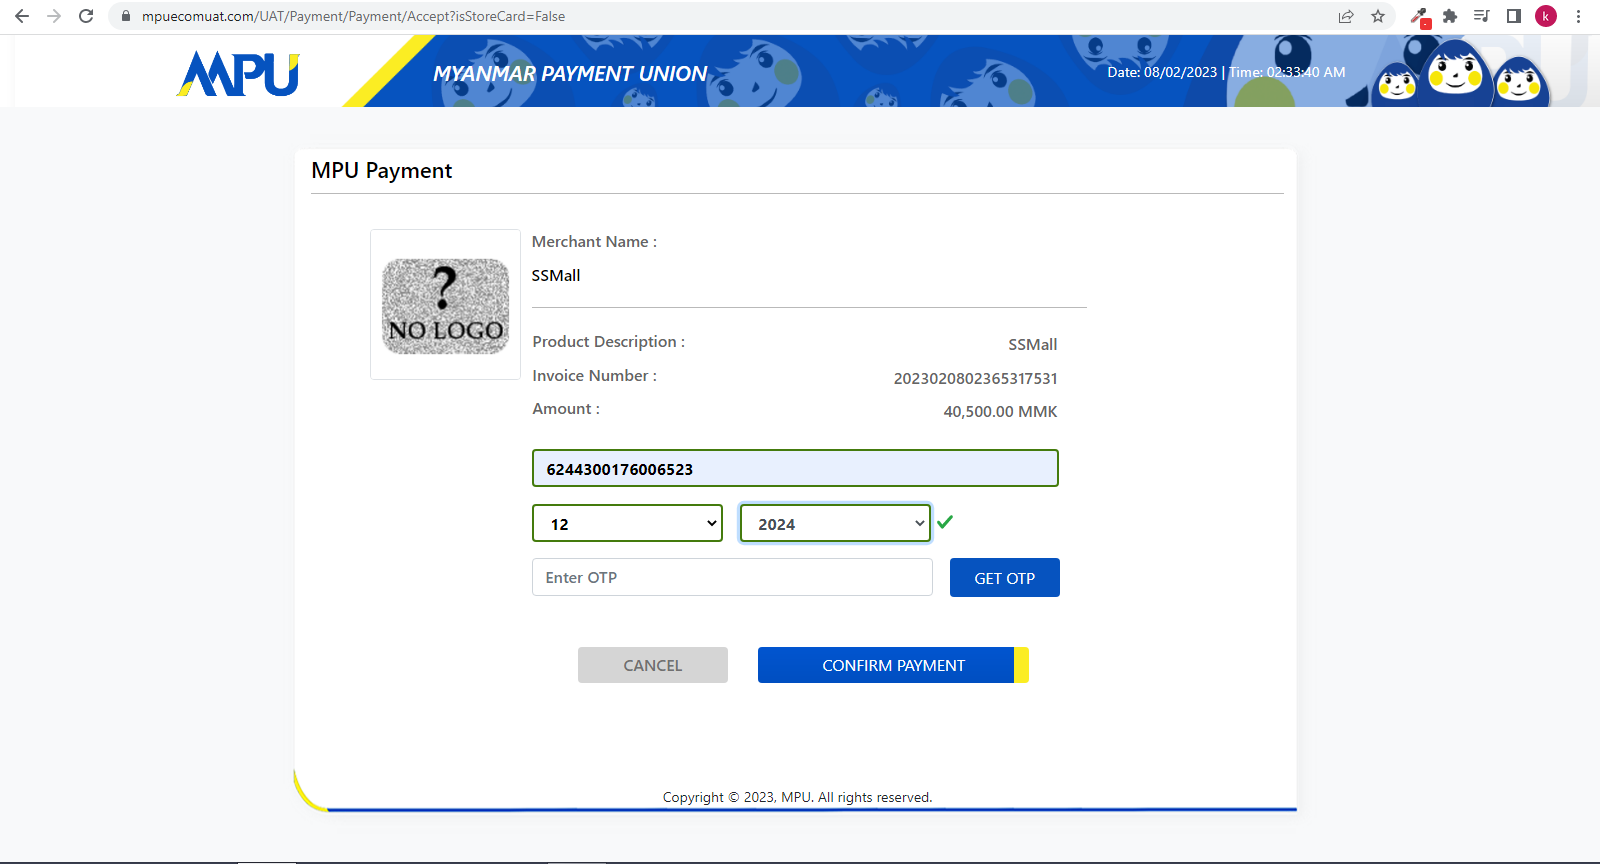 mpuecomuat.com/UAT/Payment/Payment/Accept?isStoreCard=False
k
MPU
MYANMAR PAYMENT UNION
Date: 08/02/2023 | Time: 02:33:40 AM
MPU Payment
?
NO LOGO
Merchant Name :
SSMall
Product Description :
SSMall
Invoice Number :
2023020802365317531
Amount :
40,500.00 MMK
6244300176006523
12
2024
Enter OTP
GET OTP
CANCEL
CONFIRM PAYMENT
Copyright © 2023, MPU. All rights reserved.